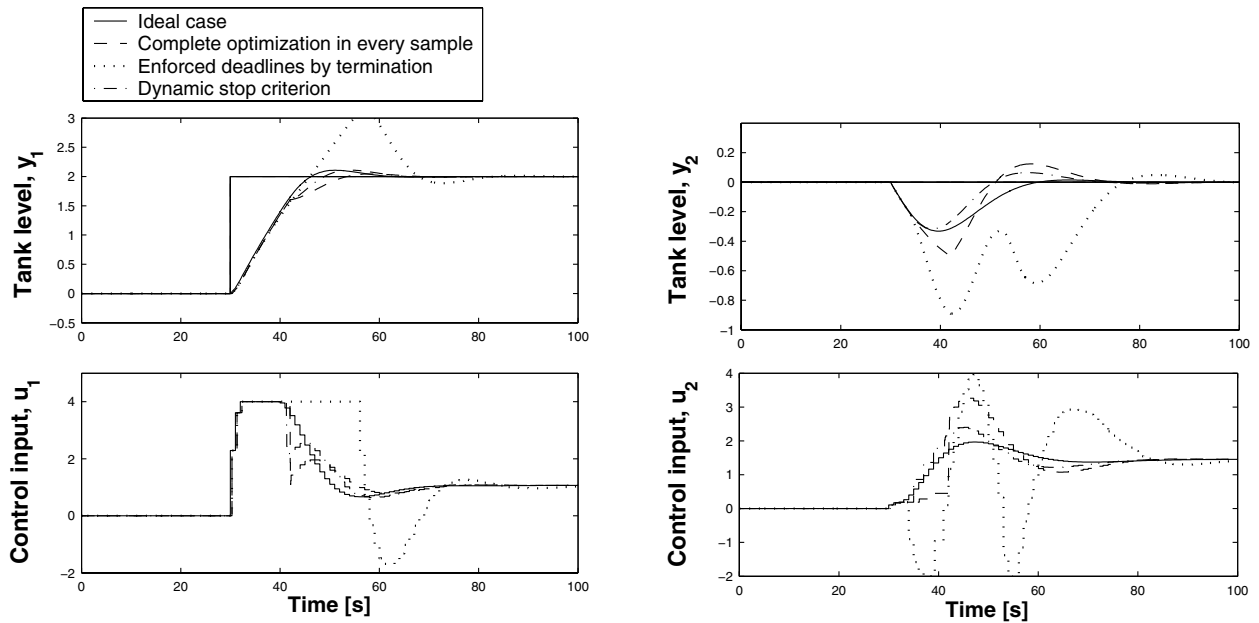 Ideal case
Complete optimization in every sample
Enforced deadlines by termination
Dynamic stop criterion
Tank level, y1
3
2.5
2
1.5
1
0.5
0
−0.5
0 20 40 60 80 100
Tank level, y2
0.2
0
−0.2
−0.4
−0.6
−0.8
−1
0 20 40 60 80 100
Control input, u1
4
2
0
−2
0 20 40 60 80 100
Time [s]
Control input, u2
4
3
2
1
0
−1
−2
0 20 40 60 80 100
Time [s]